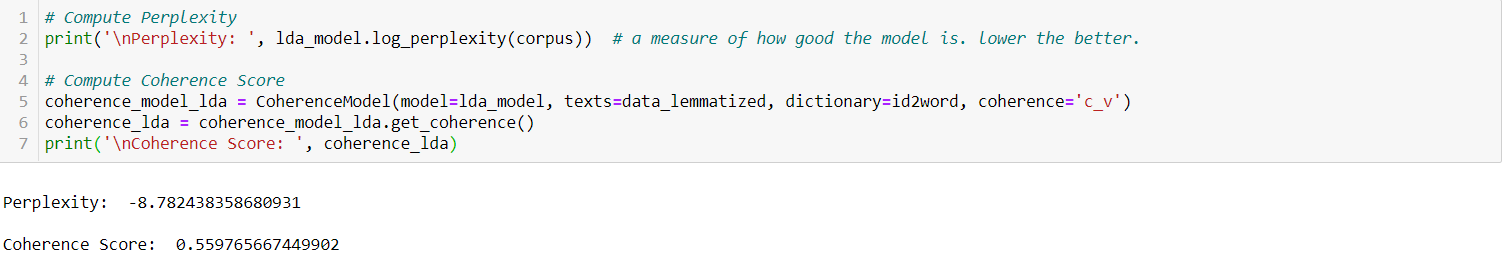 1 # Compute Perplexity
2 print('\nPerplexity: ', lda_model.log_perplexity(corpus))  # a measure of how good the model is. lower the better.
3
4 # Compute Coherence Score
5 coherence_model_lda = CoherenceModel(model=lda_model, texts=data_lemmatized, dictionary=id2word, coherence='c_v')
6 coherence_lda = coherence_model_lda.get_coherence()
7 print('\nCoherence Score: ', coherence_lda)
Perplexity:  -8.782438358680931
Coherence Score:  0.559765667449902